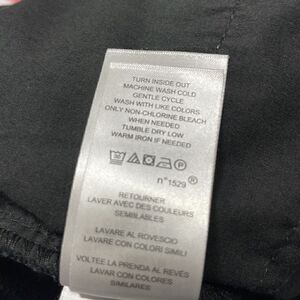 TURN INSIDE OUT
MACHINE WASH COLD
GENTLE CYCLE
WASH WITH LIKE COLORS
ONLY NON-CHLORINE BLEACH
WHEN NEEDED
TUMBLE DRY LOW
WARM IRON IF NEEDED
n°1529 ®
RETOURNER
LAVER AVEC DES COULEURS
SEMBLABLES
LAVARE AL ROVESCIO
LAVARE CON COLORI SIMILI
VOLTEE LA PRENDA AL REVÉS
LAVAR CON COLORES
SIMILARES